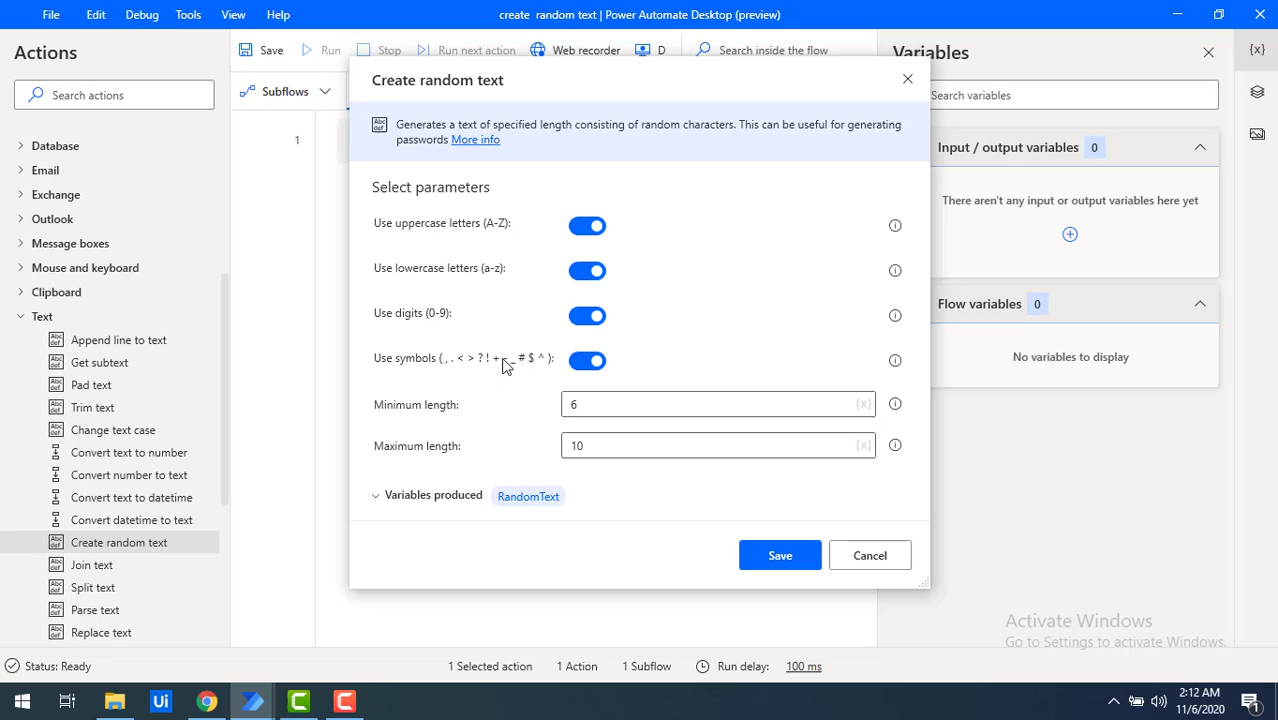 File Edit Debug Tools View Help
create random text | Power Automate Desktop (preview)
Actions
Search actions
Database
Email
Exchange
Outlook
Message boxes
Mouse and keyboard
Clipboard
Text
Append line to text
Get subtext
Pad text
Trim text
Change text case
Convert text to number
Convert number to text
Convert text to datetime
Convert datetime to text
Create random text
Join text
Split text
Parse text
Replace text
Save Run Stop Run next action Web recorder D Search inside the flow
Subflows
1
Create random text
Generates a text of specified length consisting of random characters. This can be useful for generating
passwords More info
Select parameters
Use uppercase letters (A-Z):
Use lowercase letters (a-z):
Use digits (0-9):
Use symbols ( , . < > ? ! + - _ # $ ^ ):
Minimum length: 6 {x}
Maximum length: 10 {x}
Variables produced RandomText
Save Cancel
Variables {x}
Search variables
Input / output variables 0
There aren't any input or output variables here yet
Flow variables 0
No variables to display
Activate Windows
Go to Settings to activate Windows.
Status: Ready 1 Selected action 1 Action 1 Subflow Run delay: 100 ms
Ui
2:12 AM
11/6/2020
1